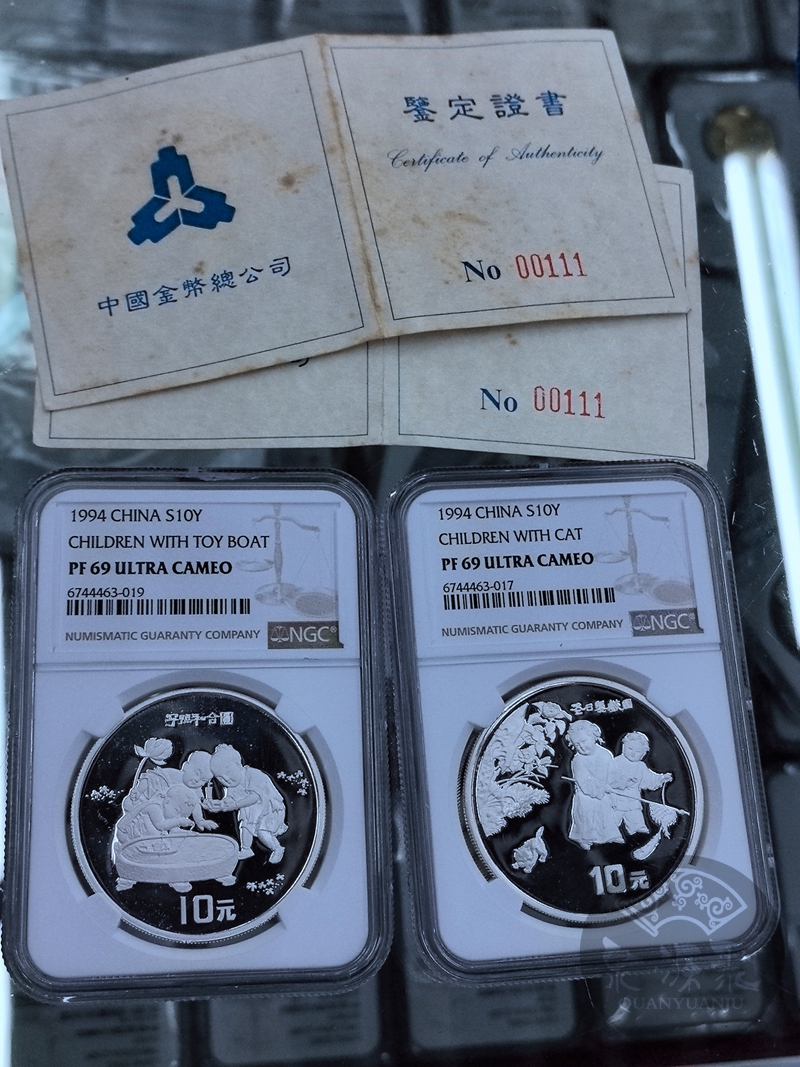 中國金幣總公司
鑒定證書
Certificate of Authenticity
No 00111
No 00111
1994 CHINA S10Y
CHILDREN WITH TOY BOAT
PF 69 ULTRA CAMEO
6744463-019
NUMISMATIC GUARANTY COMPANY
NGC®
10元
1994 CHINA S10Y
CHILDREN WITH CAT
PF 69 ULTRA CAMEO
6744463-017
NUMISMATIC GUARANTY COMPANY
NGC®
10元
QUANYUANJU